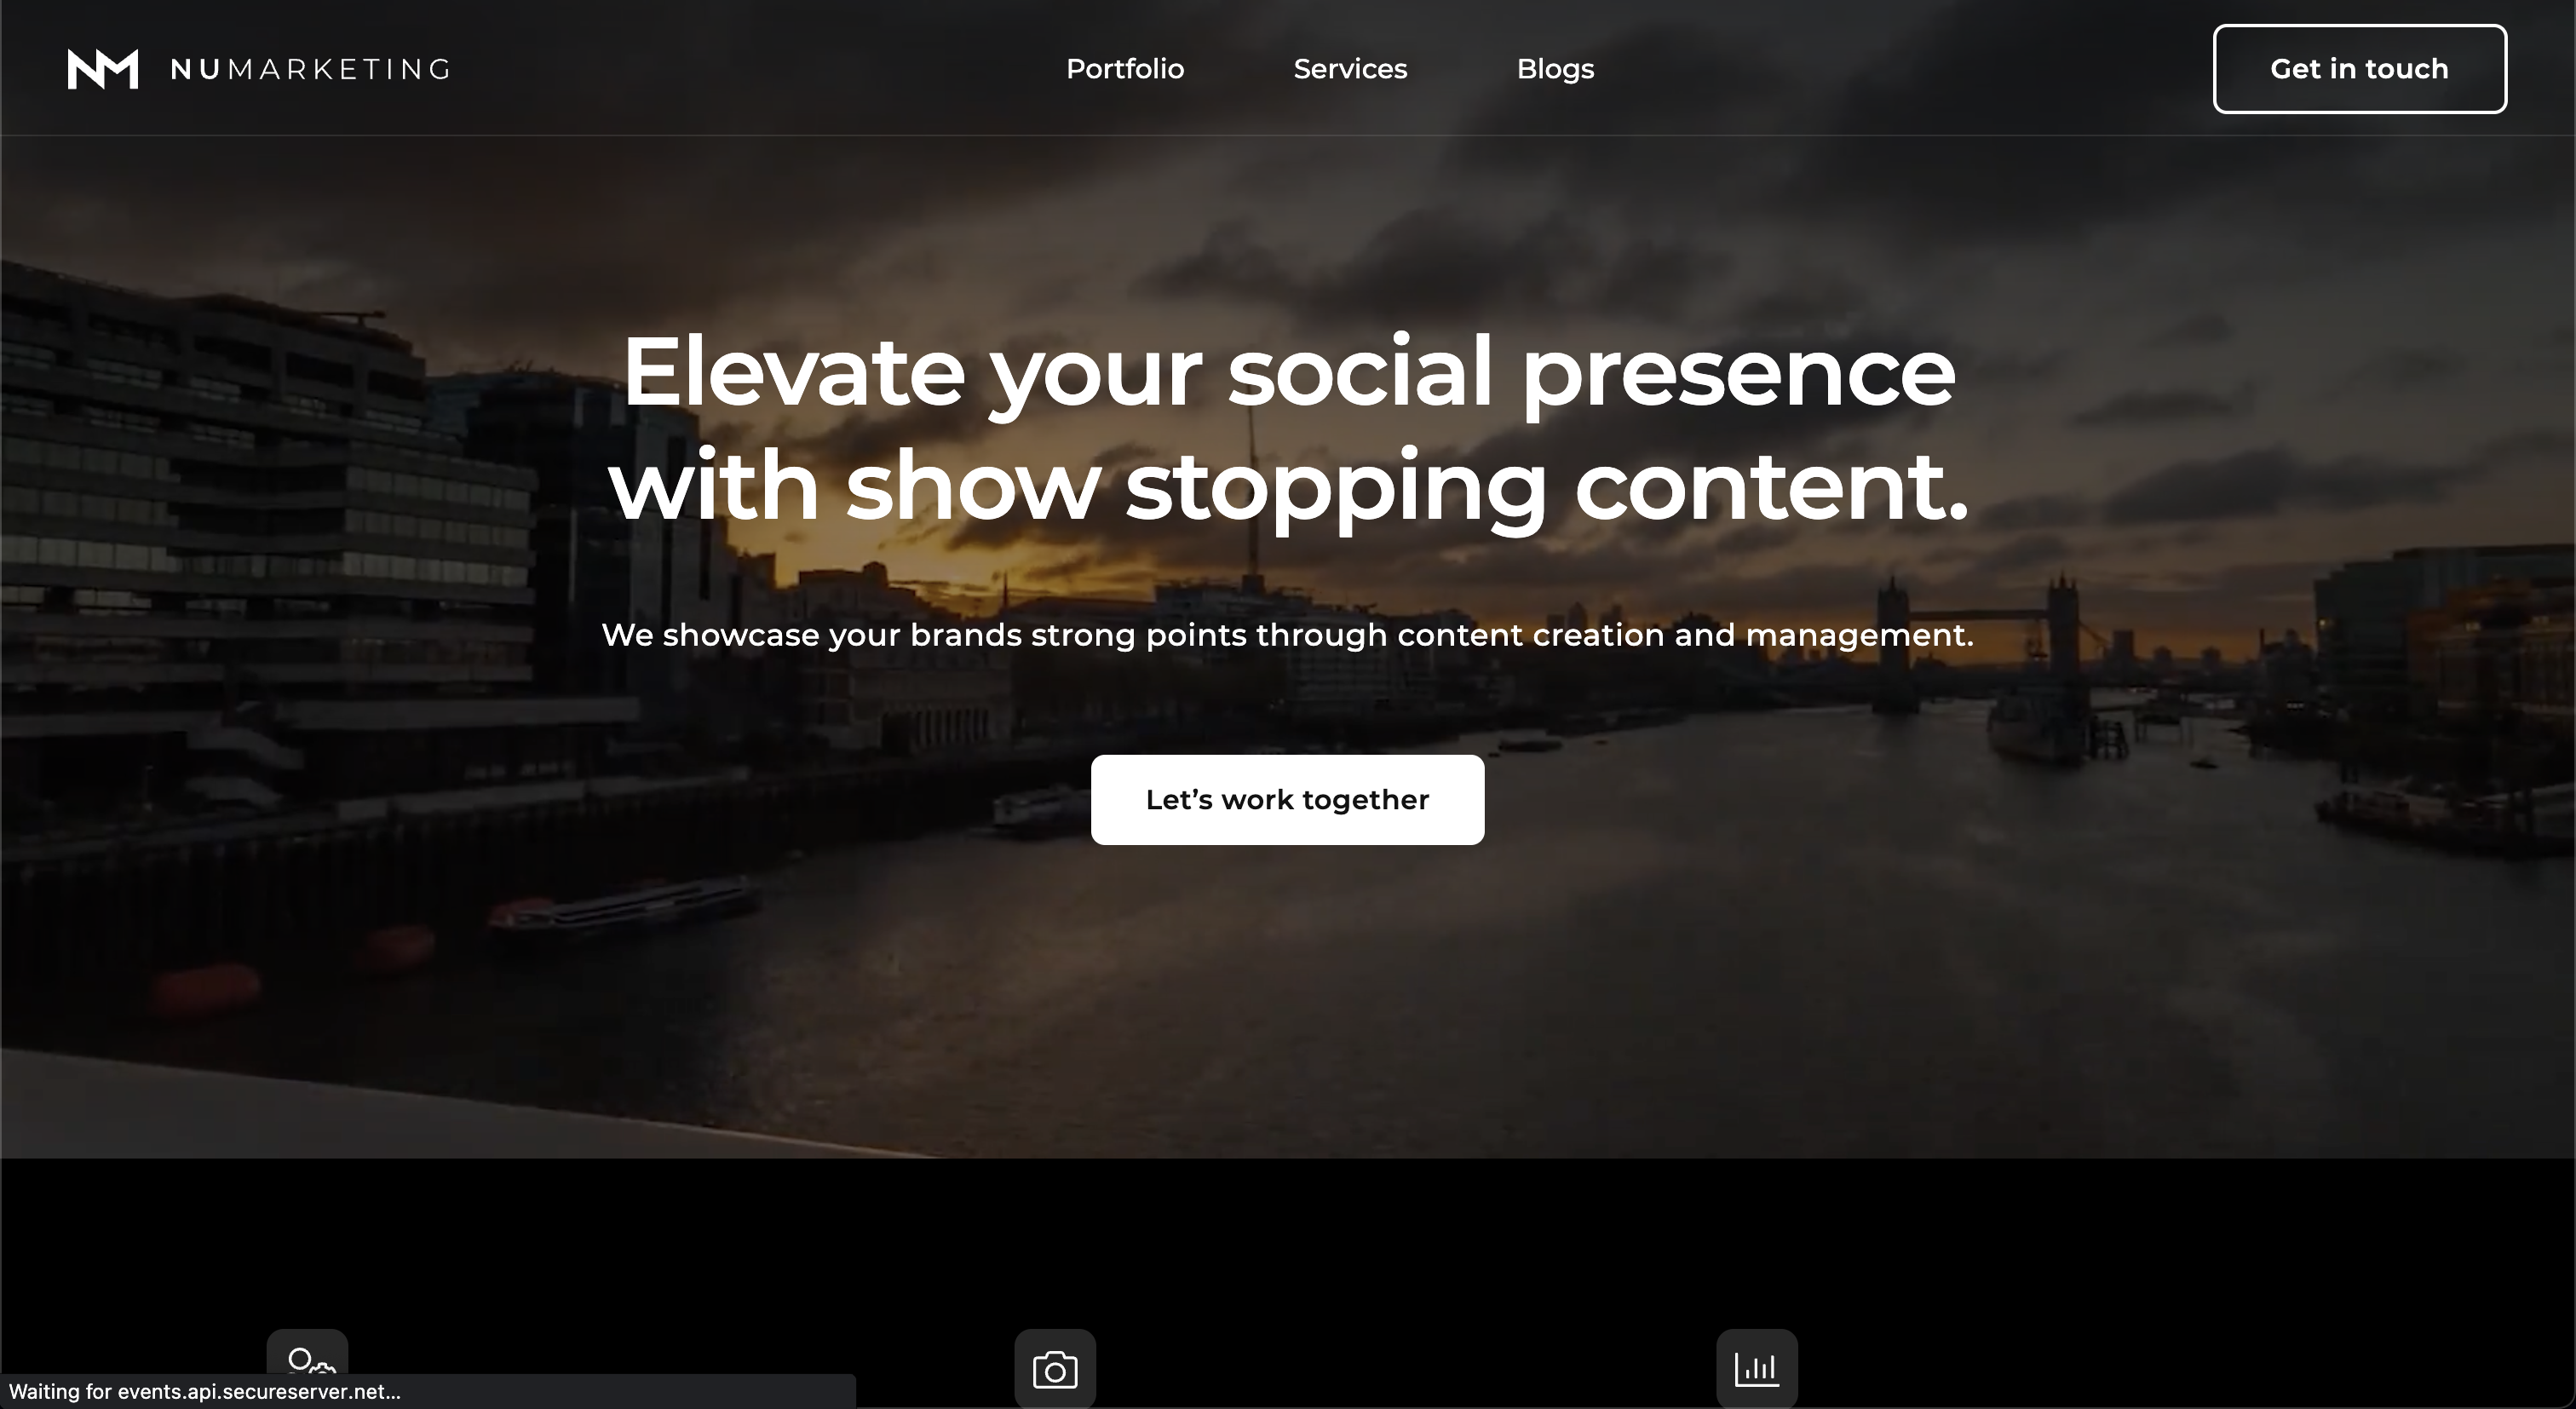 NM NUMARKETING
Portfolio
Services
Blogs
Get in touch
Elevate your social presence
with show stopping content.
We showcase your brands strong points through content creation and management.
Let’s work together
Waiting for events.api.secureserver.net...